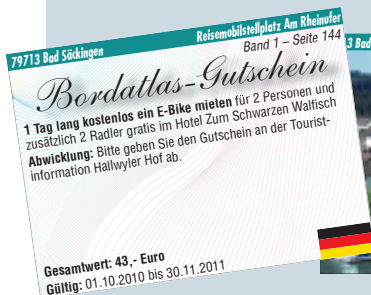 79713 Bad Säckingen Reisemobilstellplatz Am Rheinufer
Band 1 – Seite 144
Bordatlas-Gutschein
1 Tag lang kostenlos ein E-Bike mieten für 2 Personen und
zusätzlich 2 Radler gratis im Hotel Zum Schwarzen Walfisch
Abwicklung: Bitte geben Sie den Gutschein an der Tourist-
information Hallwyler Hof ab.
Gesamtwert: 43,- Euro
Gültig: 01.10.2010 bis 30.11.2011
3 Bad